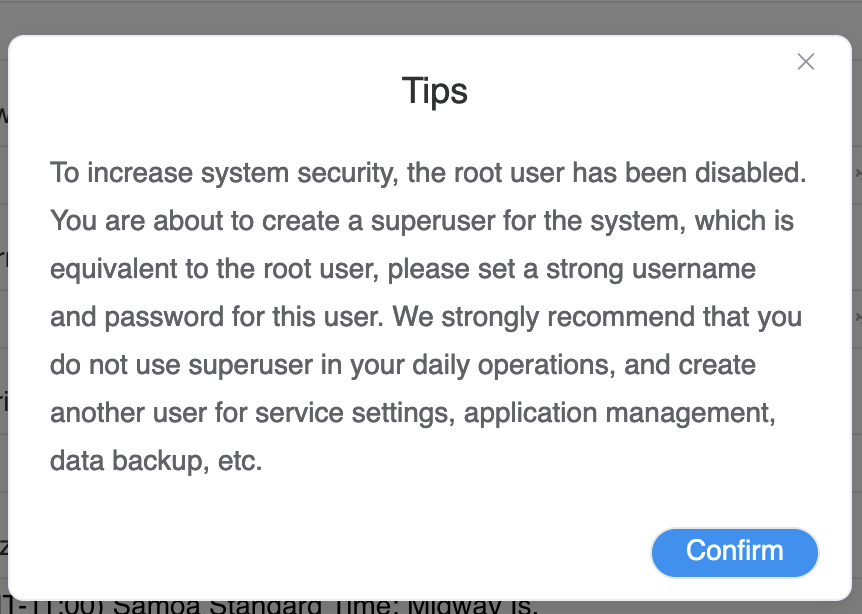 Tips
To increase system security, the root user has been disabled.
You are about to create a superuser for the system, which is
equivalent to the root user, please set a strong username
and password for this user. We strongly recommend that you
do not use superuser in your daily operations, and create
another user for service settings, application management,
data backup, etc.
Confirm
T-11:00) Samoa Standard Time: Midway Is.